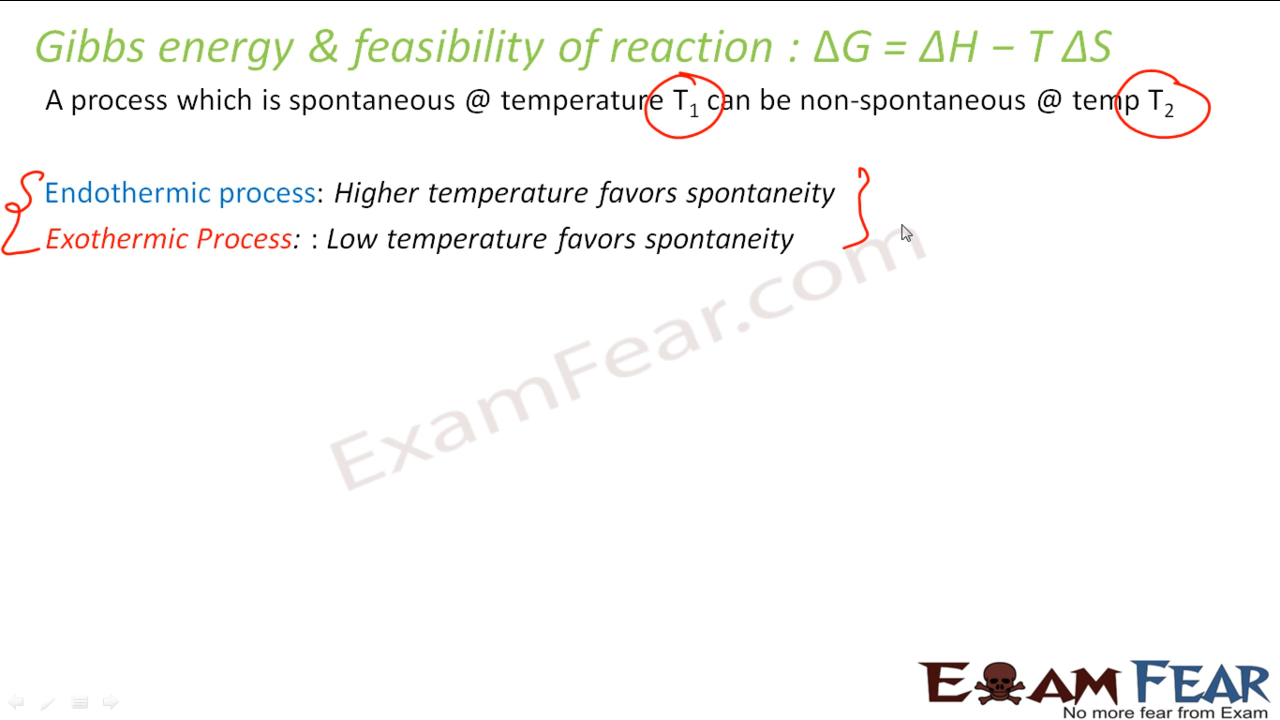 Gibbs energy & feasibility of reaction : ΔG = ΔH − T ΔS
A process which is spontaneous @ temperature T₁ can be non-spontaneous @ temp T₂
Endothermic process: Higher temperature favors spontaneity
Exothermic Process: : Low temperature favors spontaneity
ExamFear.com
EXAM FEAR
No more fear from Exam